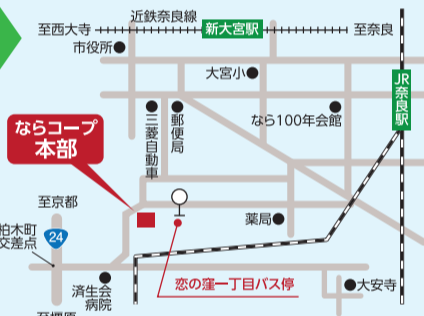 近鉄奈良線
至西大寺
新大宮駅
至奈良
市役所
大宮小
JR奈良駅
三菱自動車
郵便局
なら100年会館
ならコープ
本部
至京都
薬局
柏木町
交差点
24
恋の窪一丁目バス停
済生会
病院
大安寺